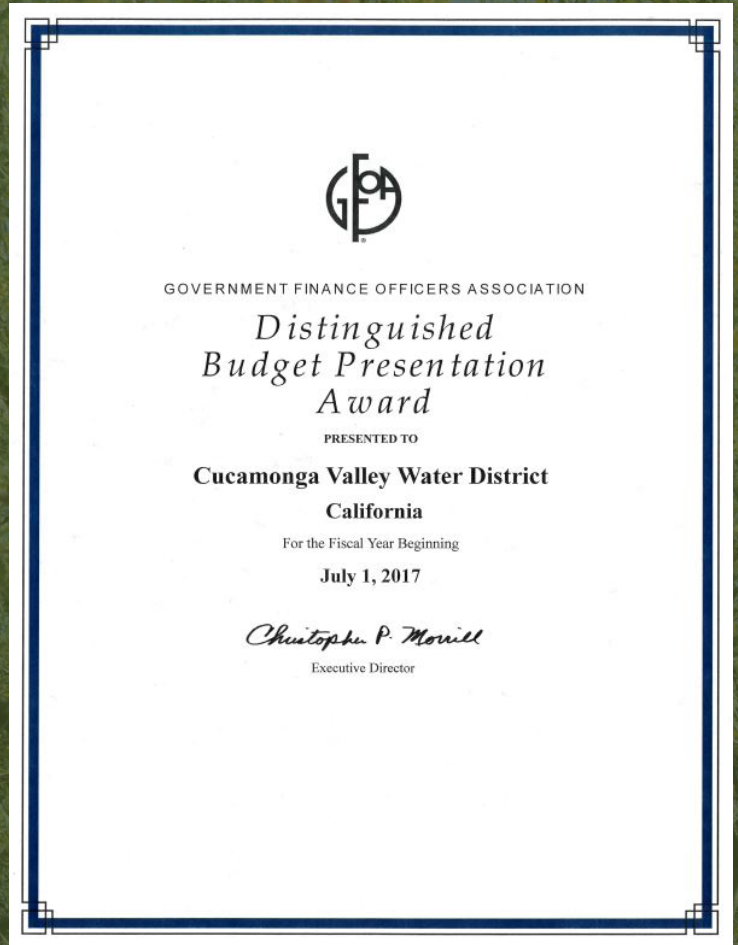 GFOA
GOVERNMENT FINANCE OFFICERS ASSOCIATION
Distinguished
Budget Presentation
Award
PRESENTED TO
Cucamonga Valley Water District
California
For the Fiscal Year Beginning
July 1, 2017
Christopher P. Morrill
Executive Director